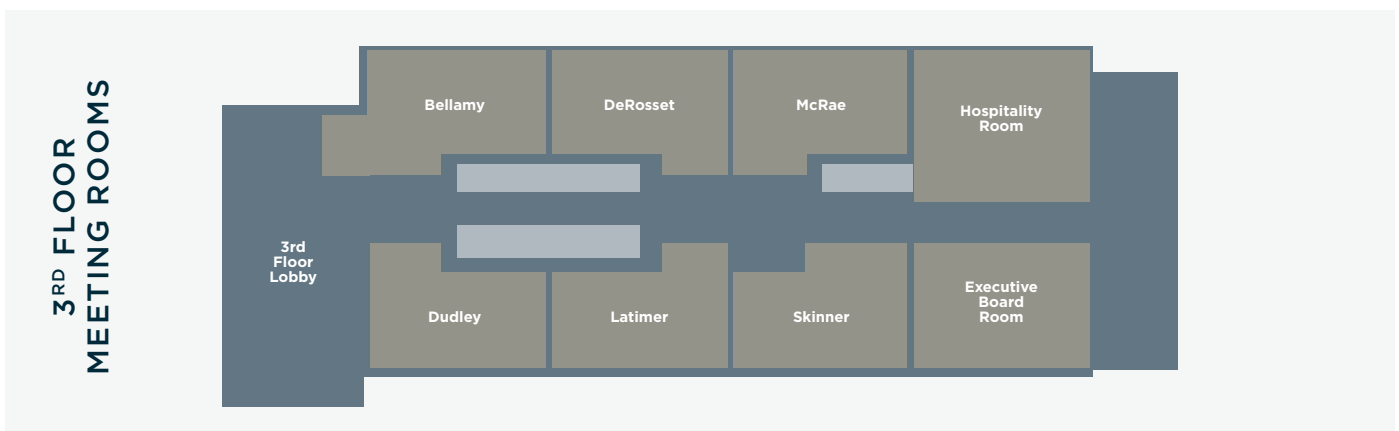 3RD FLOOR
MEETING ROOMS
Bellamy
DeRosset
McRae
Hospitality
Room
3rd
Floor
Lobby
Dudley
Latimer
Skinner
Executive
Board
Room